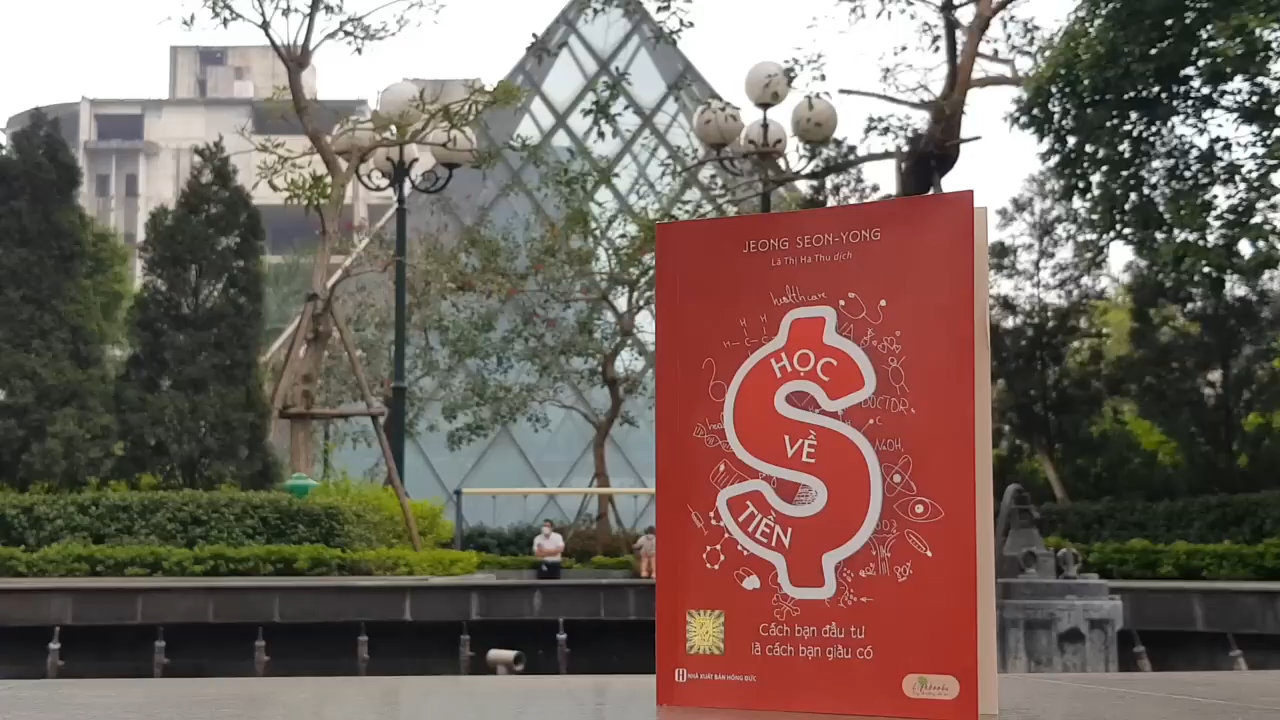 JEONG SEON-YONG
Lã Thị Hà Thu dịch
healthcare
H H
H-C-C
DOCTOR
HỌC
VỀ
TIỀN
Cách bạn đầu tư
là cách bạn giàu có
NHÀ XUẤT BẢN HỒNG ĐỨC